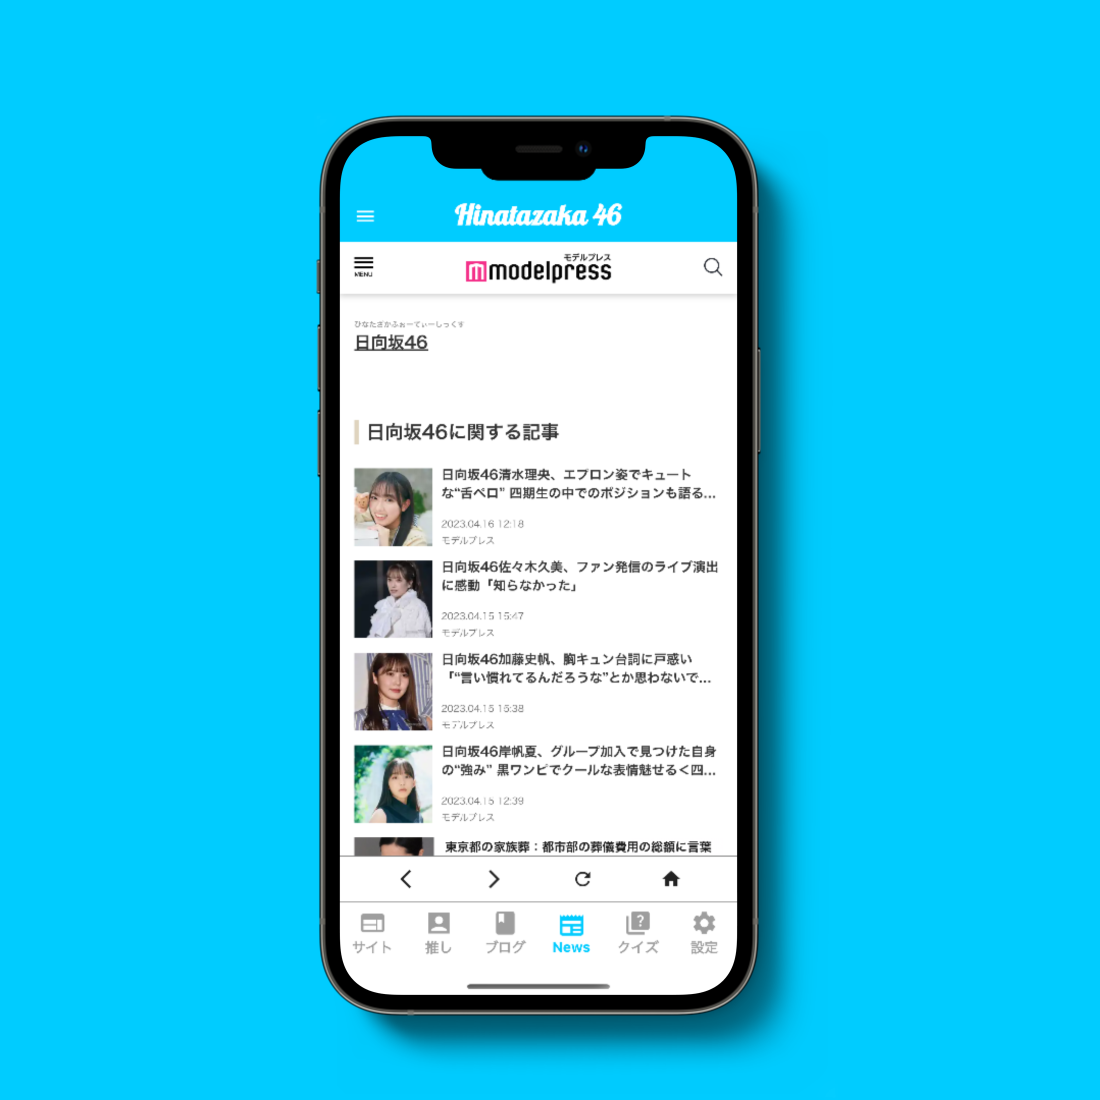 Hinatazaka 46
MENU
モデルプレス
modelpress
ひなたざかふぉーてぃーしっくす
日向坂46
日向坂46に関する記事
日向坂46清水理央、エプロン姿でキュート
な“舌ペロ” 四期生の中でのポジションも語る...
2023.04.16 12:18
モデルプレス
日向坂46佐々木久美、ファン発信のライブ演出
に感動「知らなかった」
2023.04.15 16:47
モデルプレス
日向坂46加藤史帆、胸キュン台詞に戸惑い
「“言い慣れてるんだろうな”とか思わないで...
2023.04.15 15:38
モデルプレス
日向坂46岸帆夏、グループ加入で見つけた自身
の“強み” 黒ワンピでクールな表情魅せる＜四...
2023.04.15 12:39
モデルプレス
東京都の家族葬：都市部の葬儀費用の総額に言葉
サイト
推し
ブログ
News
クイズ
設定